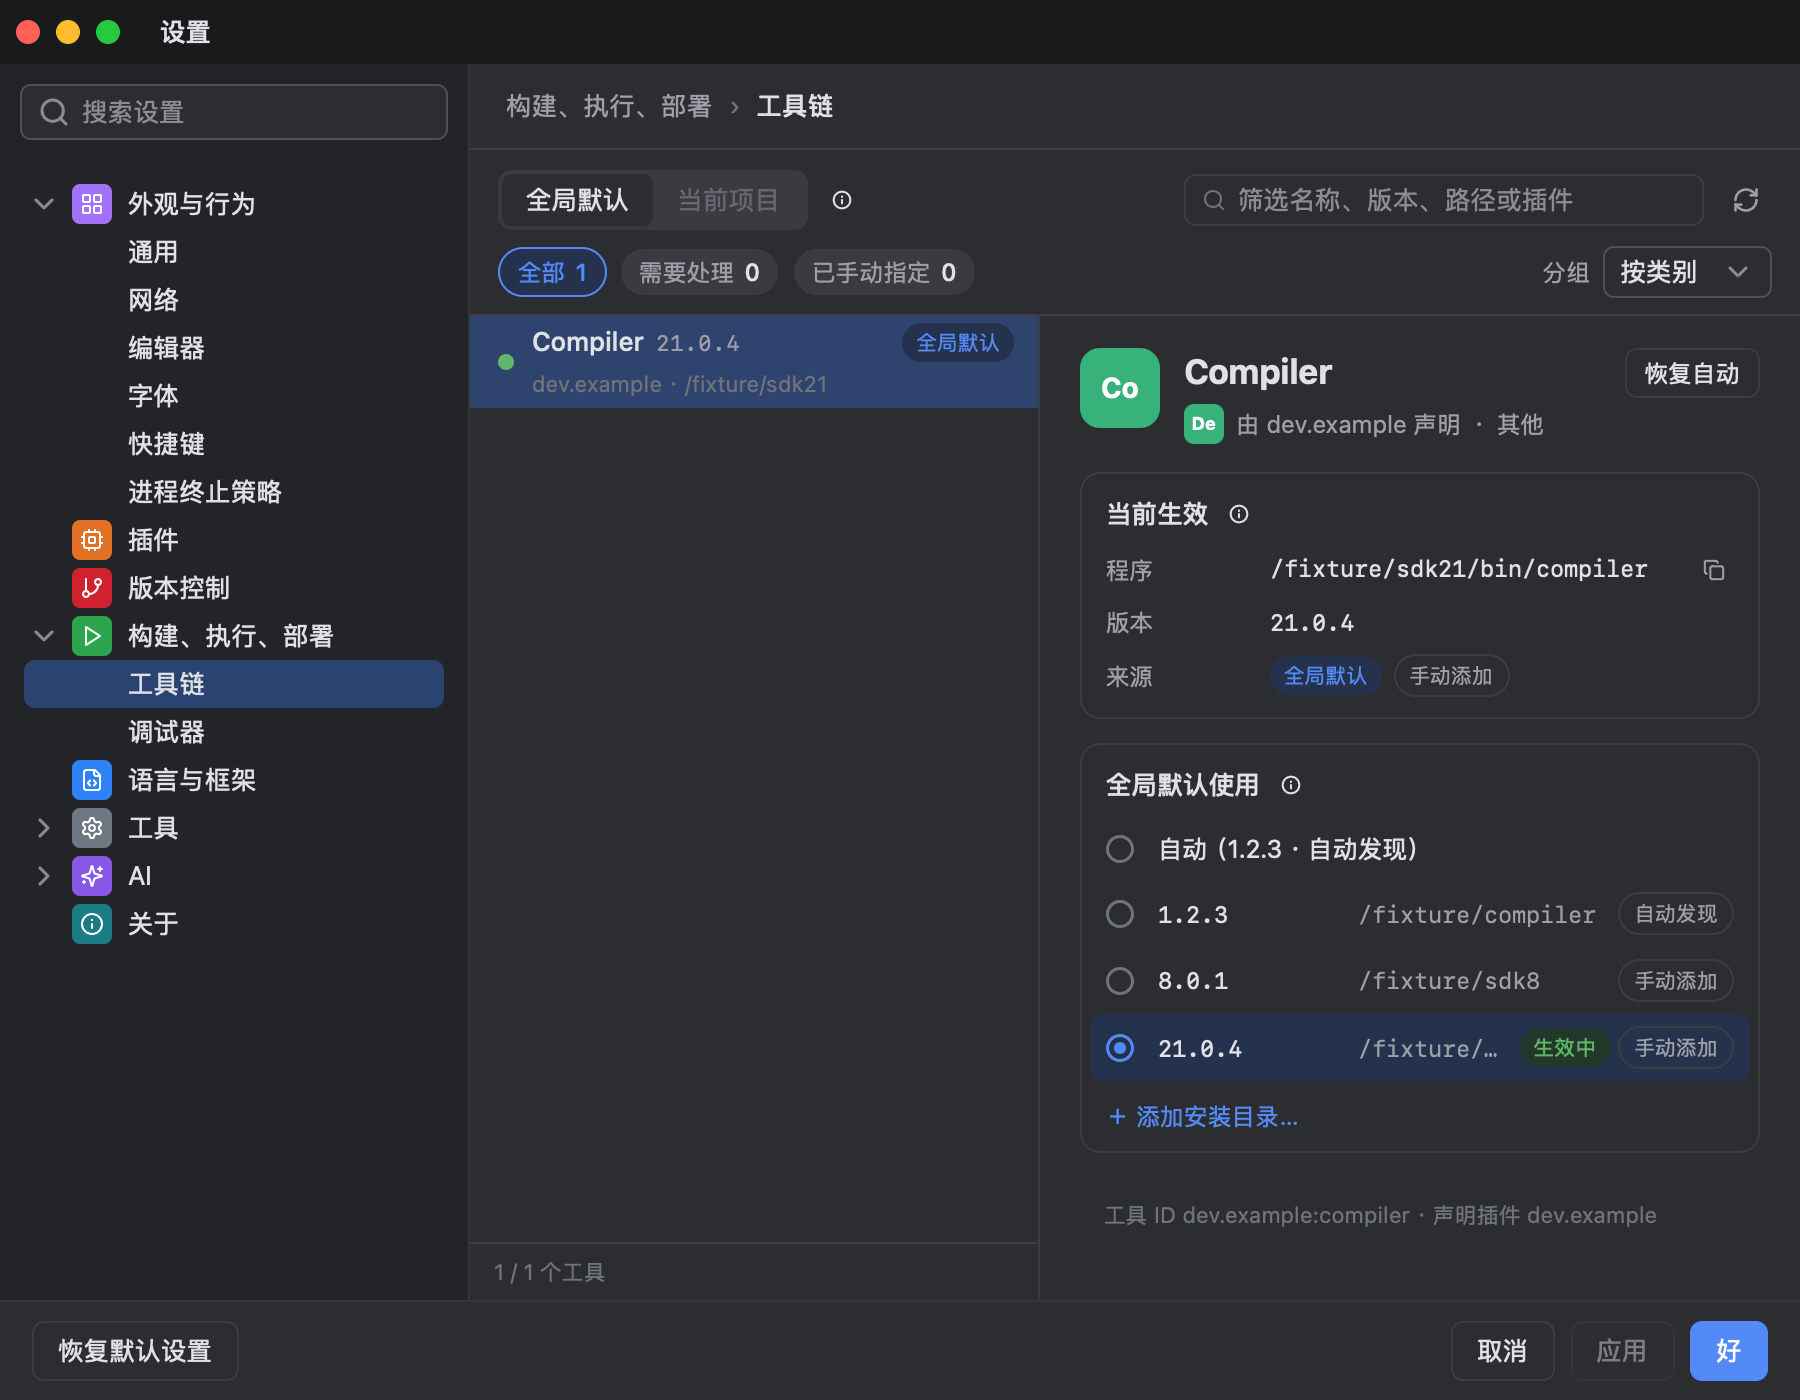 设置
搜索设置
外观与行为
通用
网络
编辑器
字体
快捷键
进程终止策略
插件
版本控制
构建、执行、部署
工具链
调试器
语言与框架
工具
AI
关于
构建、执行、部署 › 工具链
全局默认 当前项目
筛选名称、版本、路径或插件
全部 1 需要处理 0 已手动指定 0
分组 按类别
Compiler 21.0.4 全局默认
dev.example · /fixture/sdk21
1 / 1 个工具
Co
Compiler
恢复自动
De 由 dev.example 声明 · 其他
当前生效
程序 /fixture/sdk21/bin/compiler
版本 21.0.4
来源 全局默认 手动添加
全局默认使用
自动（1.2.3 · 自动发现）
1.2.3 /fixture/compiler 自动发现
8.0.1 /fixture/sdk8 手动添加
21.0.4 /fixture/… 生效中 手动添加
+ 添加安装目录...
工具 ID dev.example:compiler · 声明插件 dev.example
恢复默认设置
取消 应用 好